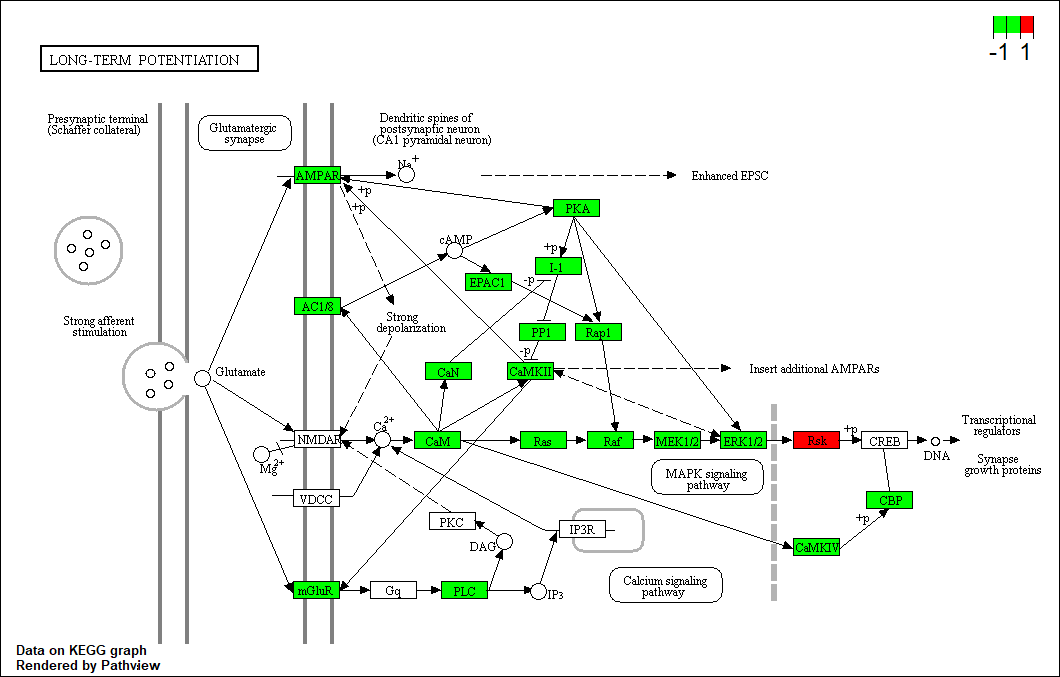 -1 1
LONG-TERM POTENTIATION
Presynaptic terminal
(Schaffer collateral)
Glutamatergic
synapse
Dendritic spines of
postsynaptic neuron
(CA1 pyramidal neuron)
Na+
AMPAR
+p
+p
Enhanced EPSC
PKA
cAMP
+p
I-1
EPAC1
-p
AC1/8
Strong
depolarization
PP1
Rap1
Strong afferent
stimulation
-p
Glutamate
CaN
CaMKII
Insert additional AMPARs
Ca2+
NMDAR
CaM
Ras
Raf
MEK1/2
ERK1/2
Rsk
+p
CREB
DNA
Transcriptional
regulators
Synapse
growth proteins
Mg2+
MAPK signaling
pathway
VDCC
CBP
+p
PKC
IP3R
DAG
CaMKIV
mGluR
Gq
PLC
IP3
Calcium signaling
pathway
Data on KEGG graph
Rendered by Pathview